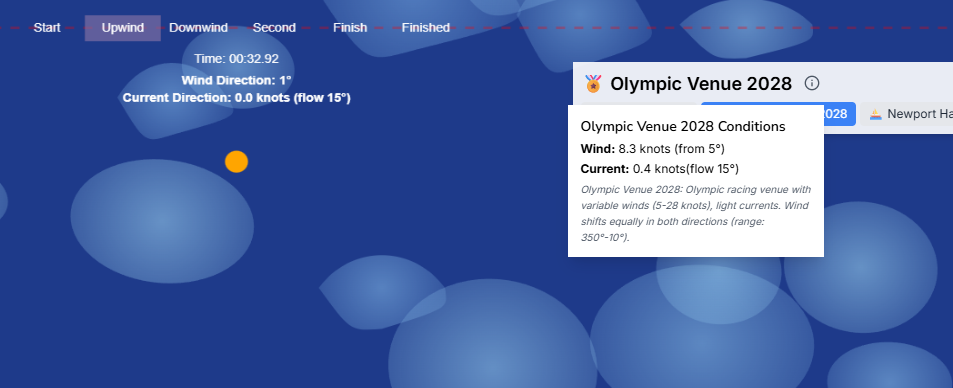 Start Upwind Downwind Second Finish Finished
Time: 00:32.92
Wind Direction: 1°
Current Direction: 0.0 knots (flow 15°)
Olympic Venue 2028
2028 Newport Ha
Olympic Venue 2028 Conditions
Wind: 8.3 knots (from 5°)
Current: 0.4 knots(flow 15°)
Olympic Venue 2028: Olympic racing venue with
variable winds (5-28 knots), light currents. Wind
shifts equally in both directions (range:
350°-10°).